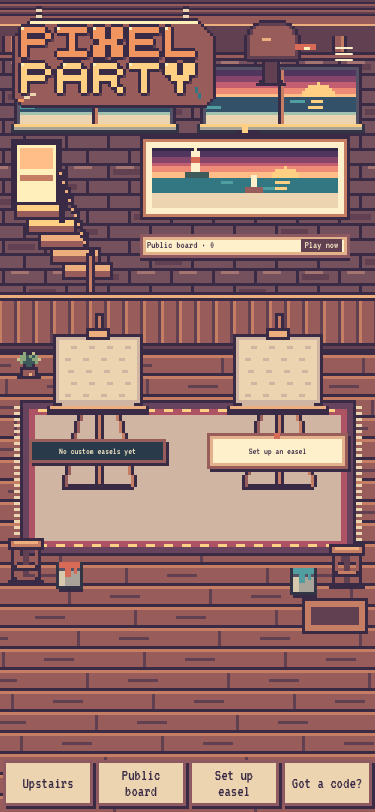 PIXEL
PARTY
Public board · 0
Play now
No custom easels yet
Set up an easel
Upstairs
Public
board
Set up
easel
Got a code?